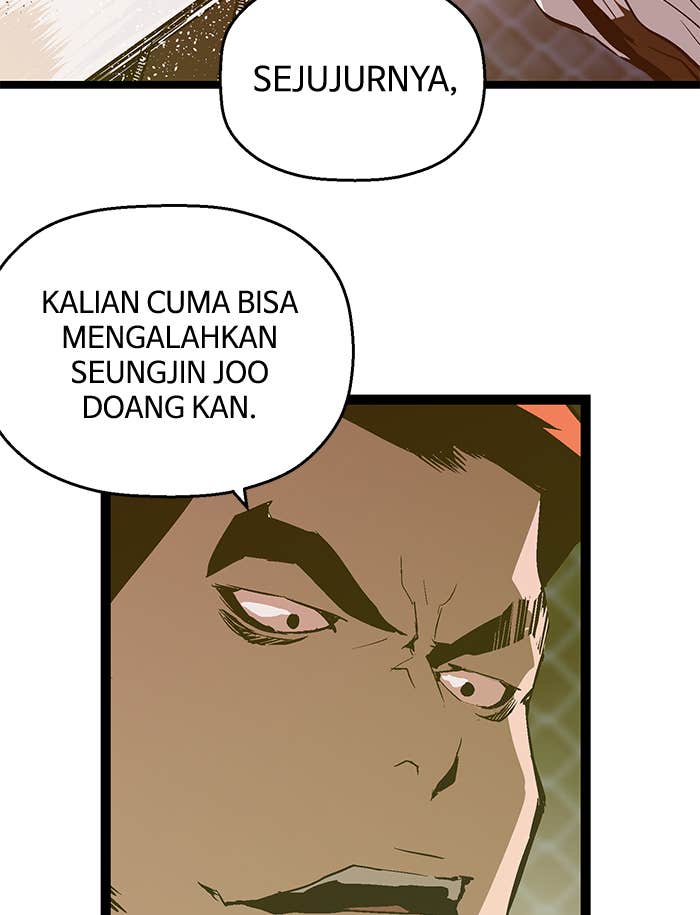 SEJUJURNYA,
KALIAN CUMA BISA
MENGALAHKAN
SEUNGJIN JOO
DOANG KAN.